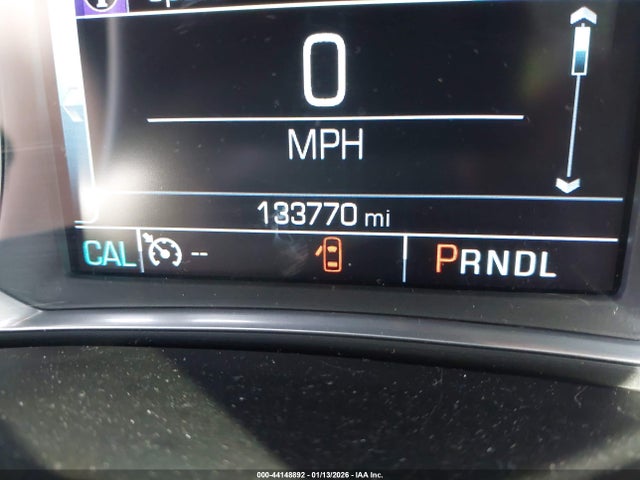 0
MPH
133770 mi
CAL -- PRNDL
000-44148892 - 01/13/2026 - IAA Inc.